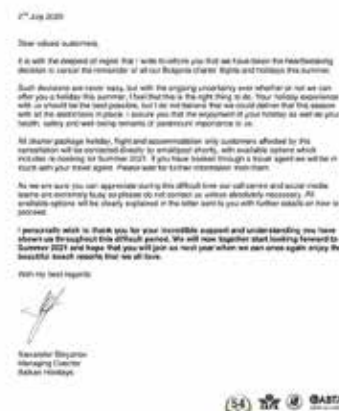 2nd July 2020
Dear valued customers,
It is with the deepest of regret that I write to inform you that we have taken the heartbreaking
decision to cancel the remainder of all our Bulgaria charter flights and holidays this summer.
Such decisions are never easy, but with the ongoing uncertainty over whether or not we can
offer you a holiday this summer, I feel that this is the right thing to do. Your holiday experience
with us should be the best possible, but I do not believe that we could deliver that this season
with all the restrictions in place. I assure you that the enjoyment of your holiday as well as your
health, safety and well being remains of paramount importance to us.
All charter package holiday, flight and accommodation only customers affected by this
cancellation will be contacted directly by email/post shortly, with available options which
includes re-booking for Summer 2021. If you have booked through a travel agent we will be in
touch with your travel agent. Please wait for further information from them.
As we are sure you can appreciate during this difficult time our call centre and social media
teams are extremely busy so please do not contact us unless absolutely necessary. All
available options will be clearly explained in the letter sent to you with further details on how to
proceed.
I personally wish to thank you for your incredible support and understanding you have
shown us throughout this difficult period. We will now together start looking forward to
Summer 2021 and hope that you will join us next year when we can once again enjoy the
beautiful beach resorts that we all love.
With my best regards
Managing Director
Balkan Holidays
54
IATA
ABTA